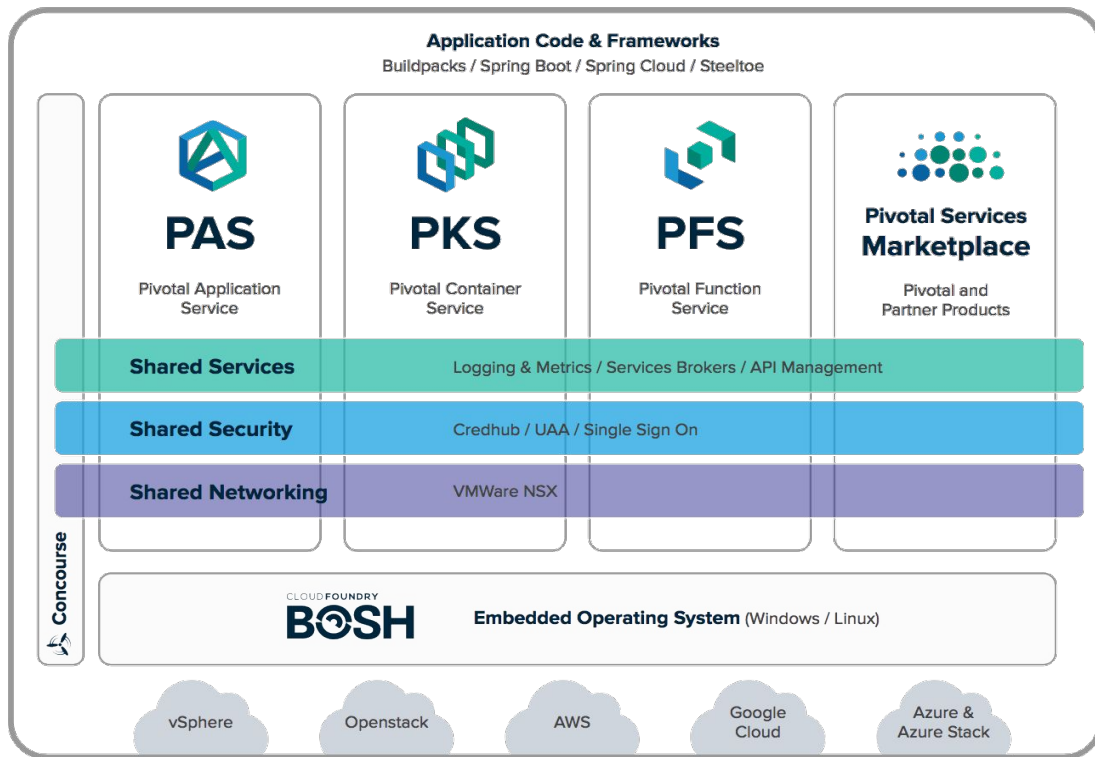 Application Code & Frameworks
Buildpacks / Spring Boot / Spring Cloud / Steeltoe
PAS
Pivotal Application
Service
PKS
Pivotal Container
Service
PFS
Pivotal Function
Service
Pivotal Services
Marketplace
Pivotal and
Partner Products
Shared Services
Logging & Metrics / Services Brokers / API Management
Shared Security
Credhub / UAA / Single Sign On
Shared Networking
VMWare NSX
Concourse
CLOUDFOUNDRY
BOSH
Embedded Operating System (Windows / Linux)
vSphere
Openstack
AWS
Google
Cloud
Azure &
Azure Stack